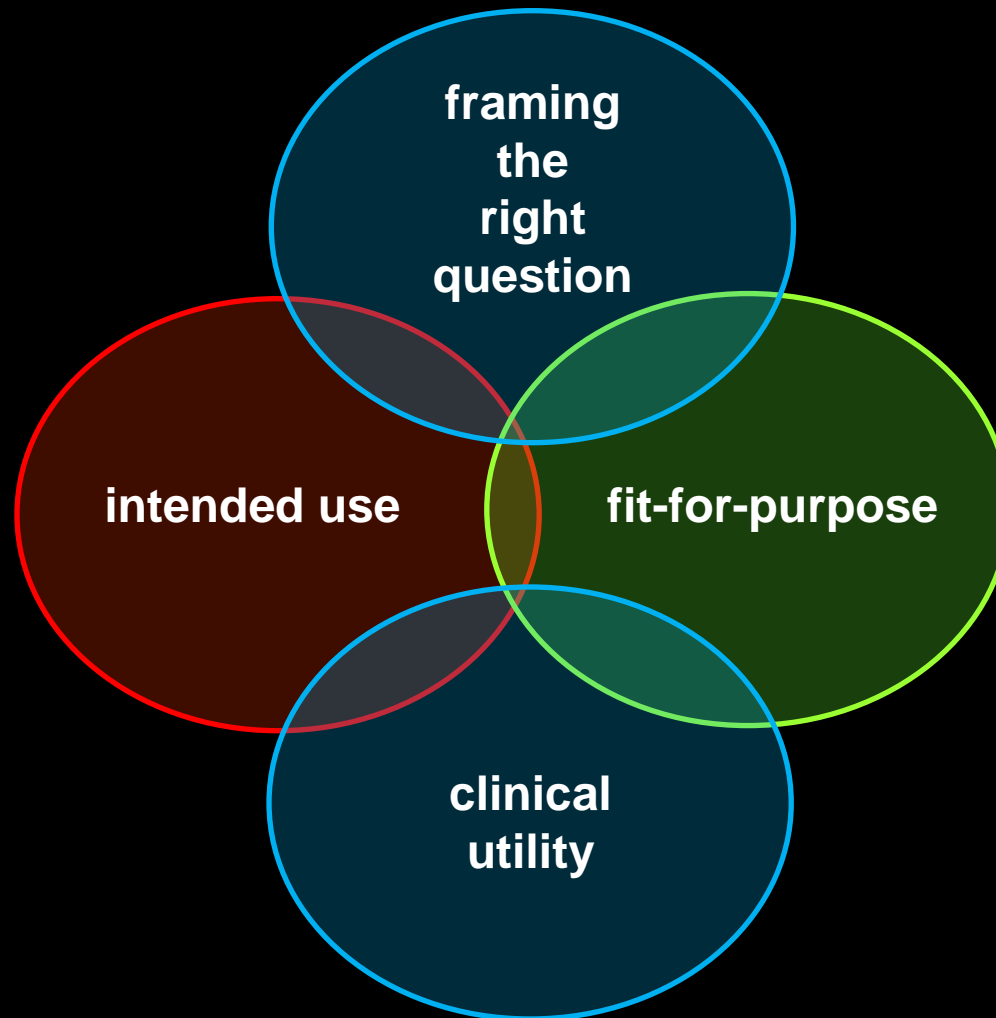 framing
the
right
question
intended use
fit-for-purpose
clinical
utility